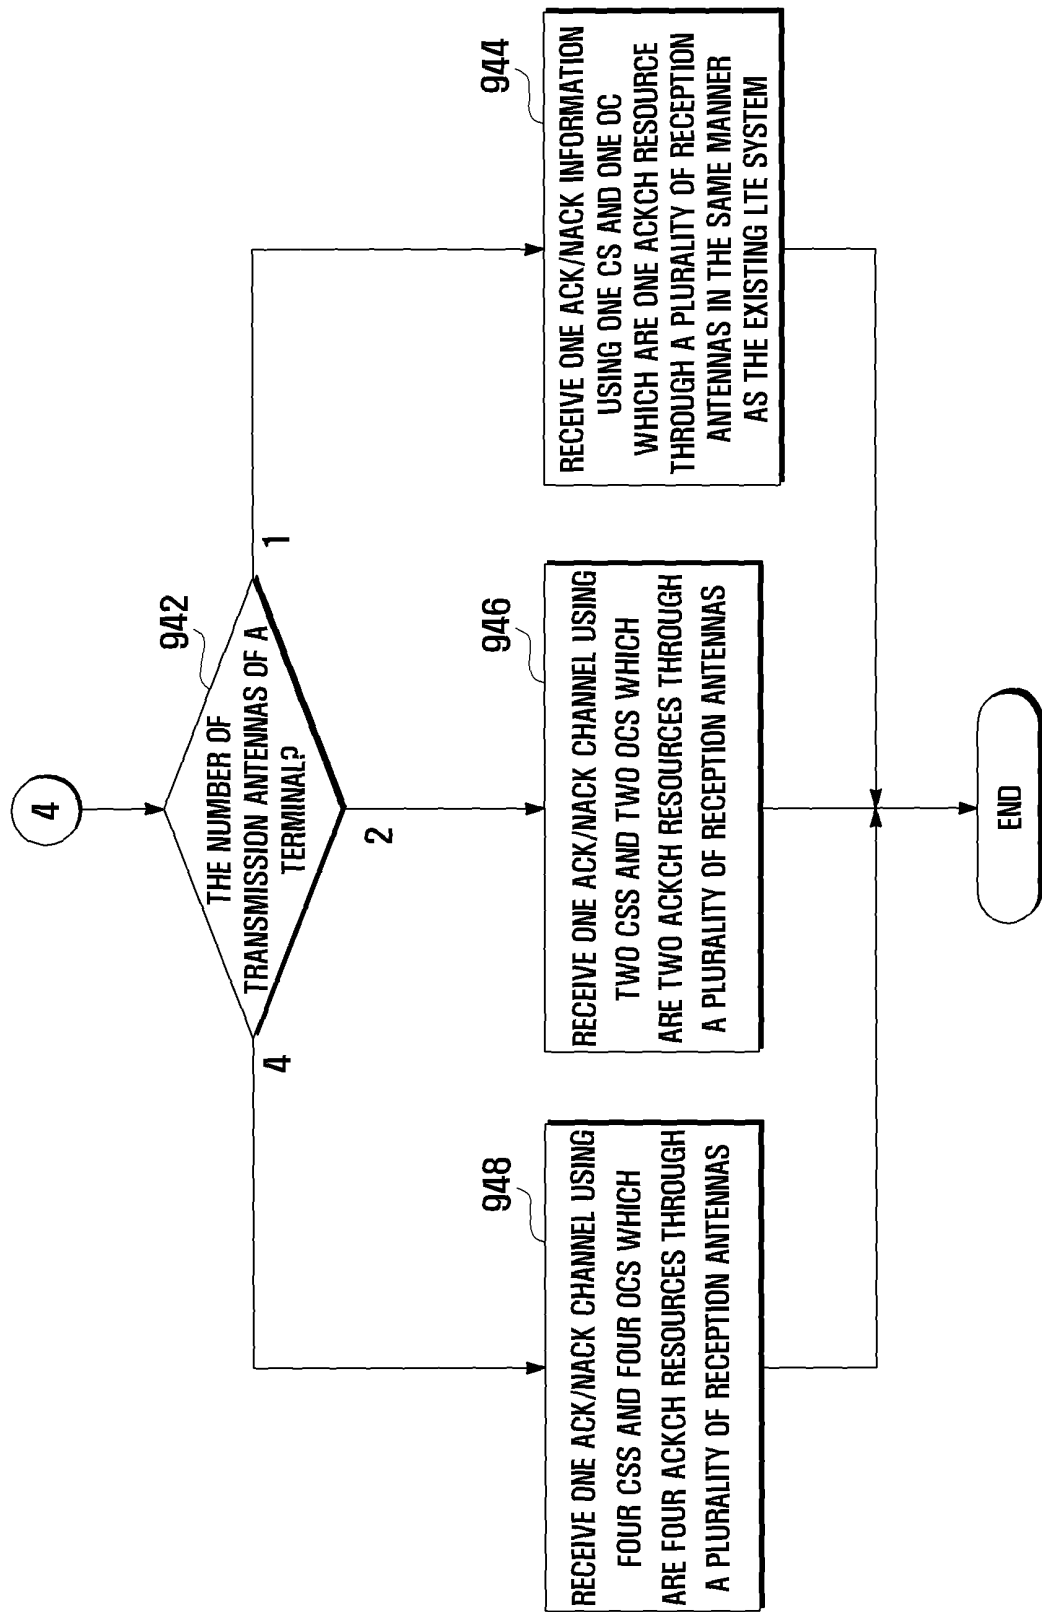 4
942
THE NUMBER OF
TRANSMISSION ANTENNAS OF A
TERMINAL?
4
2
1
948
RECEIVE ONE ACK/NACK CHANNEL USING
FOUR CSS AND FOUR OCS WHICH
ARE FOUR ACKCH RESOURCES THROUGH
A PLURALITY OF RECEPTION ANTENNAS
946
RECEIVE ONE ACK/NACK CHANNEL USING
TWO CSS AND TWO OCS WHICH
ARE TWO ACKCH RESOURCES THROUGH
A PLURALITY OF RECEPTION ANTENNAS
944
RECEIVE ONE ACK/NACK INFORMATION
USING ONE CS AND ONE OC
WHICH ARE ONE ACKCH RESOURCE
THROUGH A PLURALITY OF RECEPTION
ANTENNAS IN THE SAME MANNER
AS THE EXISTING LTE SYSTEM
END